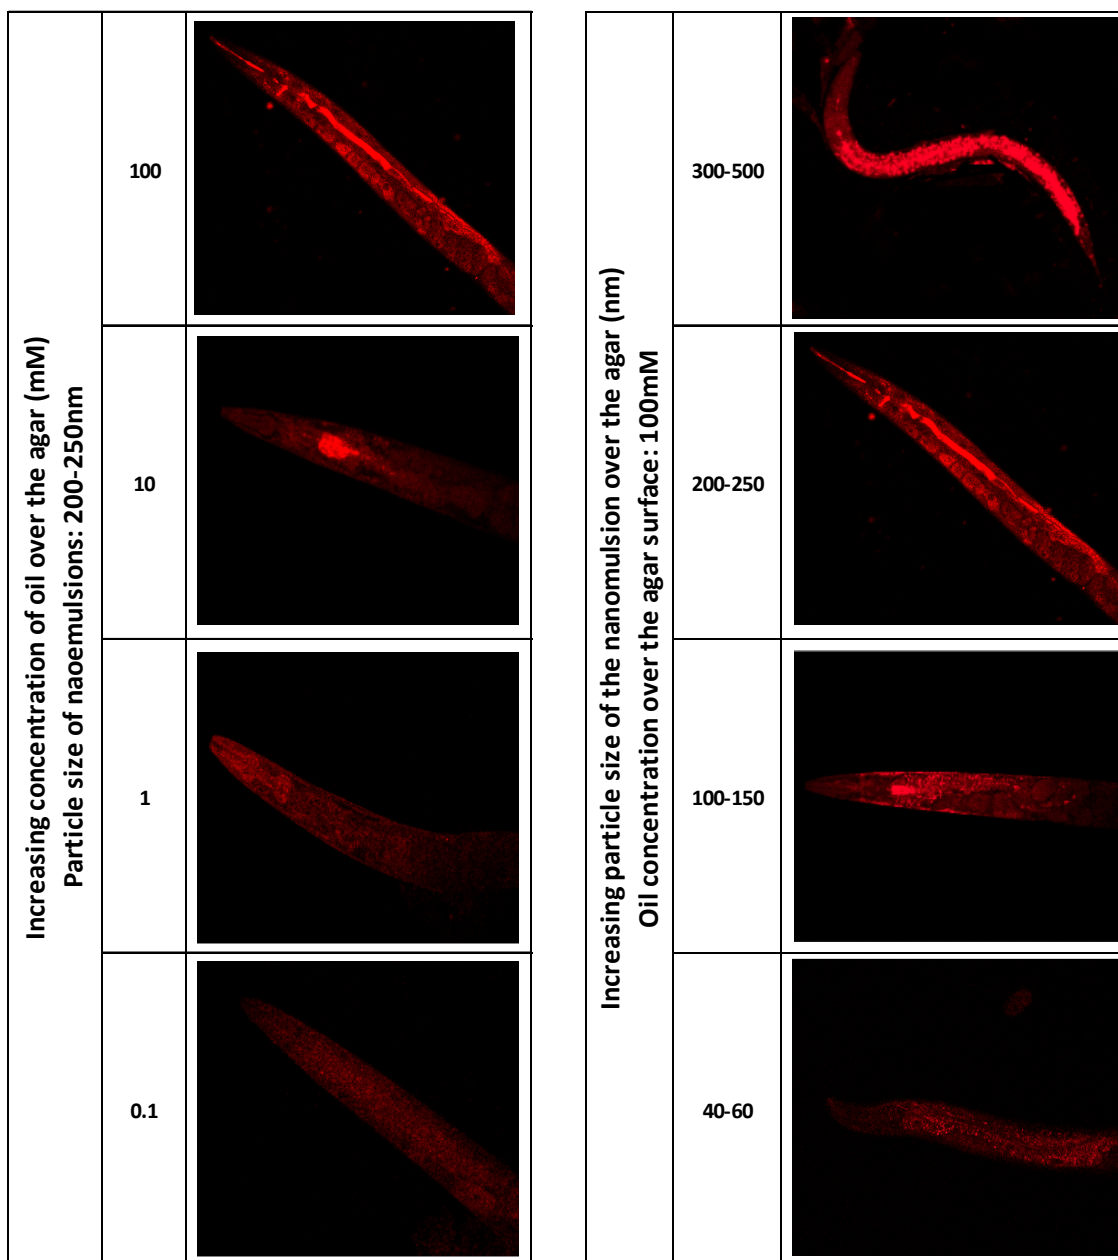 Increasing concentration of oil over the agar (mM)
Particle size of naoemulsions: 200-250nm
100
10
1
0.1
Increasing particle size of the nanomulsion over the agar (nm)
Oil concentration over the agar surface: 100mM
300-500
200-250
100-150
40-60